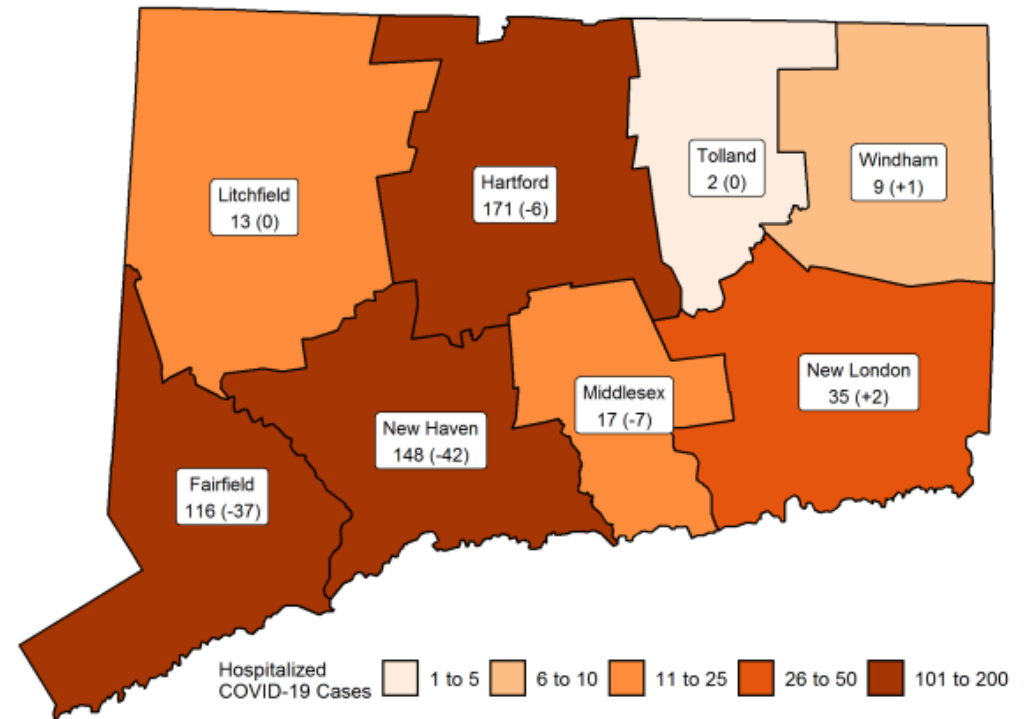 Tolland
2 (0)
Windham
9 (+1)
Hartford
171 (-6)
Litchfield
13 (0)
New London
35 (+2)
Middlesex
17 (-7)
New Haven
148 (-42)
Fairfield
116 (-37)
Hospitalized
COVID-19 Cases
1 to 5
6 to 10
11 to 25
26 to 50
101 to 200